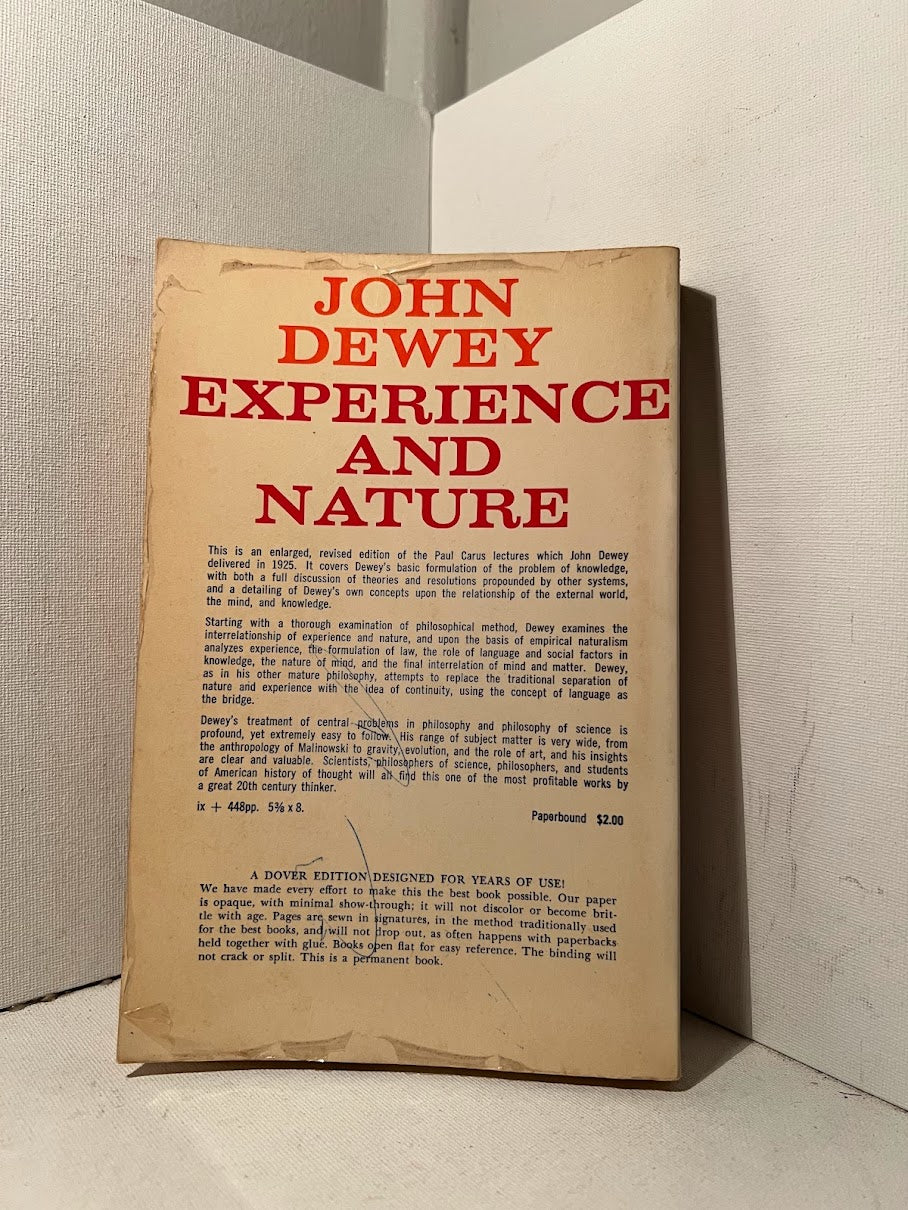 JOHN
DEWEY
EXPERIENCE
AND
NATURE
This is an enlarged, revised edition of the Paul Carus lectures which John Dewey
delivered in 1925. It covers Dewey's basic formulation of the problem of knowledge,
with both a full discussion of theories and resolutions propounded by other systems,
and a detailing of Dewey's own concepts upon the relationship of the external world,
the mind, and knowledge.
Starting with a thorough examination of philosophical method, Dewey examines the
interrelationship of experience and nature, and upon the basis of empirical naturalism
analyzes experience, the formulation of law, the role of language and social factors in
knowledge, the nature of mind, and the final interrelation of mind and matter. Dewey,
as in his other mature philosophy, attempts to replace the traditional separation of
nature and experience with the idea of continuity, using the concept of language as
the bridge.
Dewey's treatment of central problems in philosophy and philosophy of science is
profound, yet extremely easy to follow. His range of subject matter is very wide, from
the anthropology of Malinowski to gravity, evolution, and the role of art, and his insights
are clear and valuable. Scientists, philosophers of science, philosophers, and students
of American history of thought will all find this one of the most profitable works by
a great 20th century thinker.
ix + 448pp. 5⅜ x 8.
Paperbound $2.00
A DOVER EDITION DESIGNED FOR YEARS OF USE!
We have made every effort to make this the best book possible. Our paper
is opaque, with minimal show-through; it will not discolor or become brit-
tle with age. Pages are sewn in signatures, in the method traditionally used
for the best books, and will not drop out, as often happens with paperbacks
held together with glue. Books open flat for easy reference. The binding will
not crack or split. This is a permanent book.